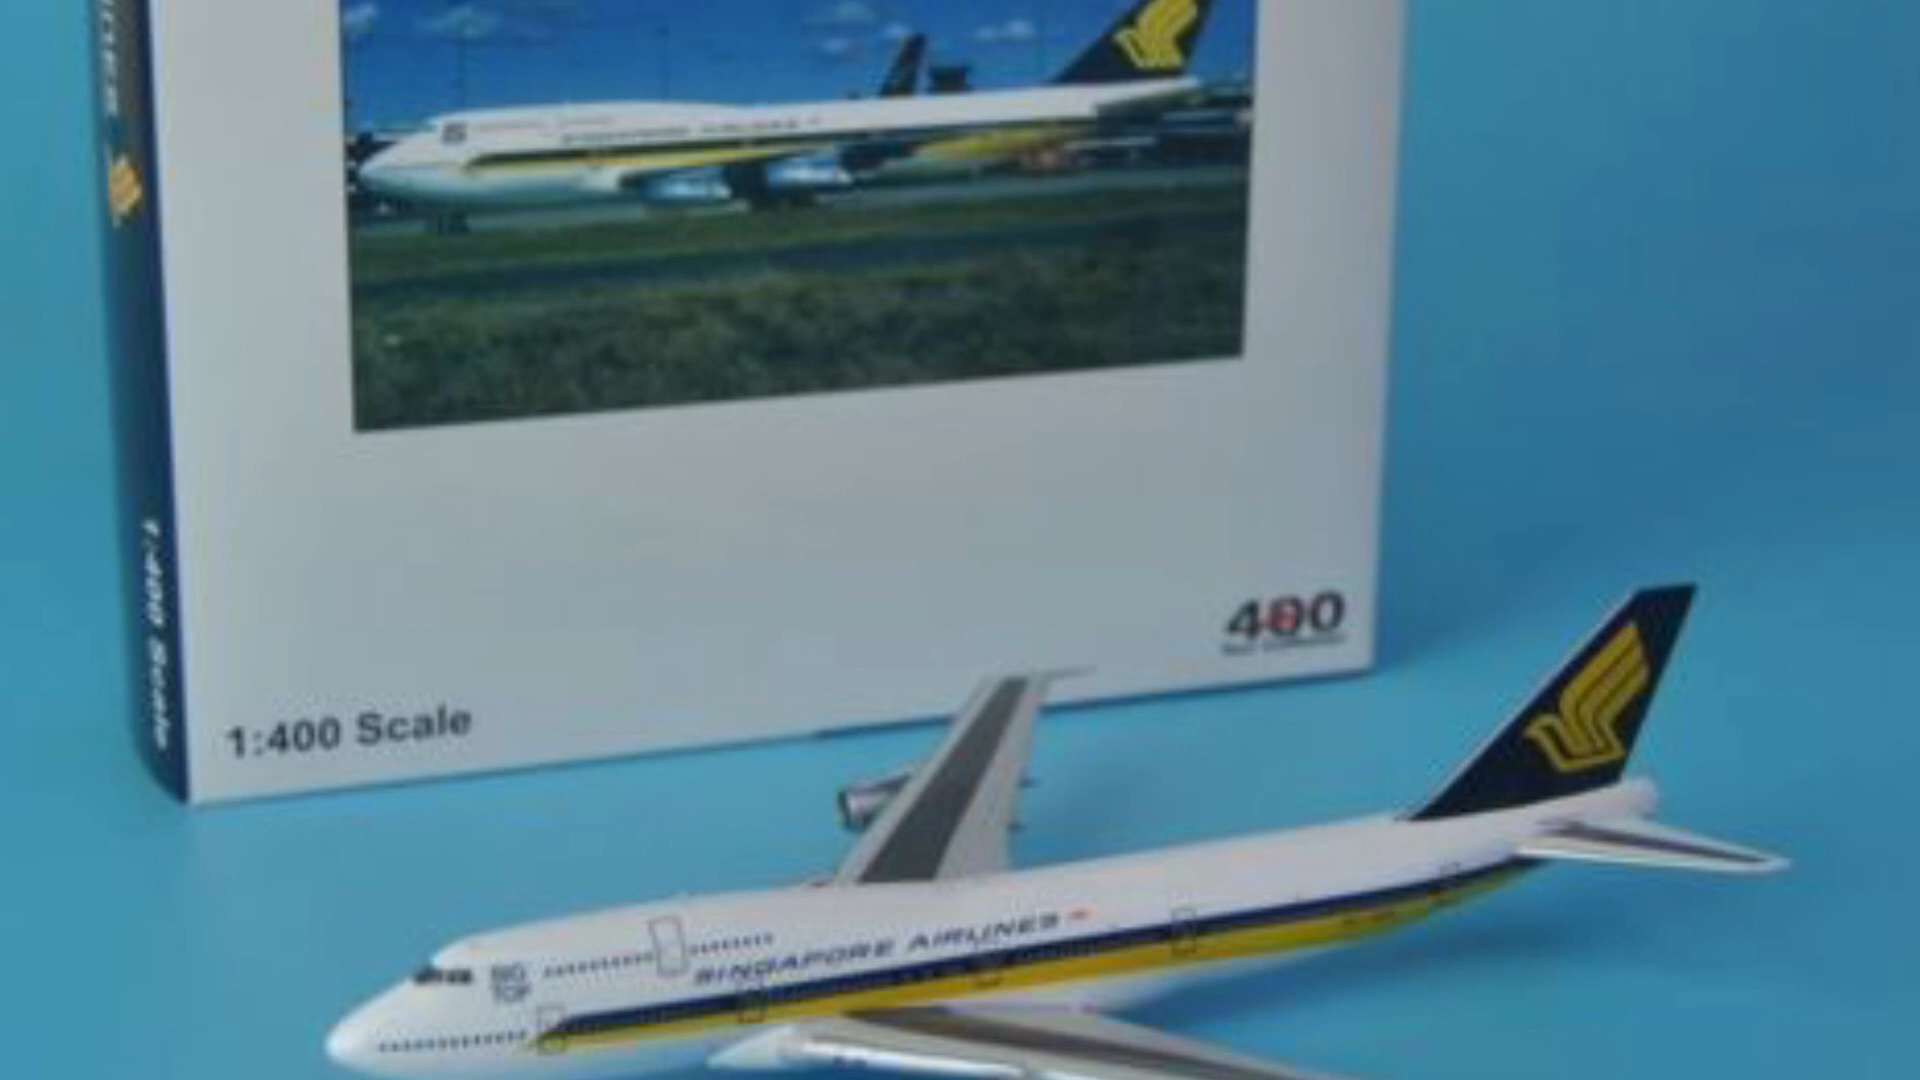 1:400 Scale
400
1:400 Scale
BIG
TOP
SINGAPORE AIRLINES